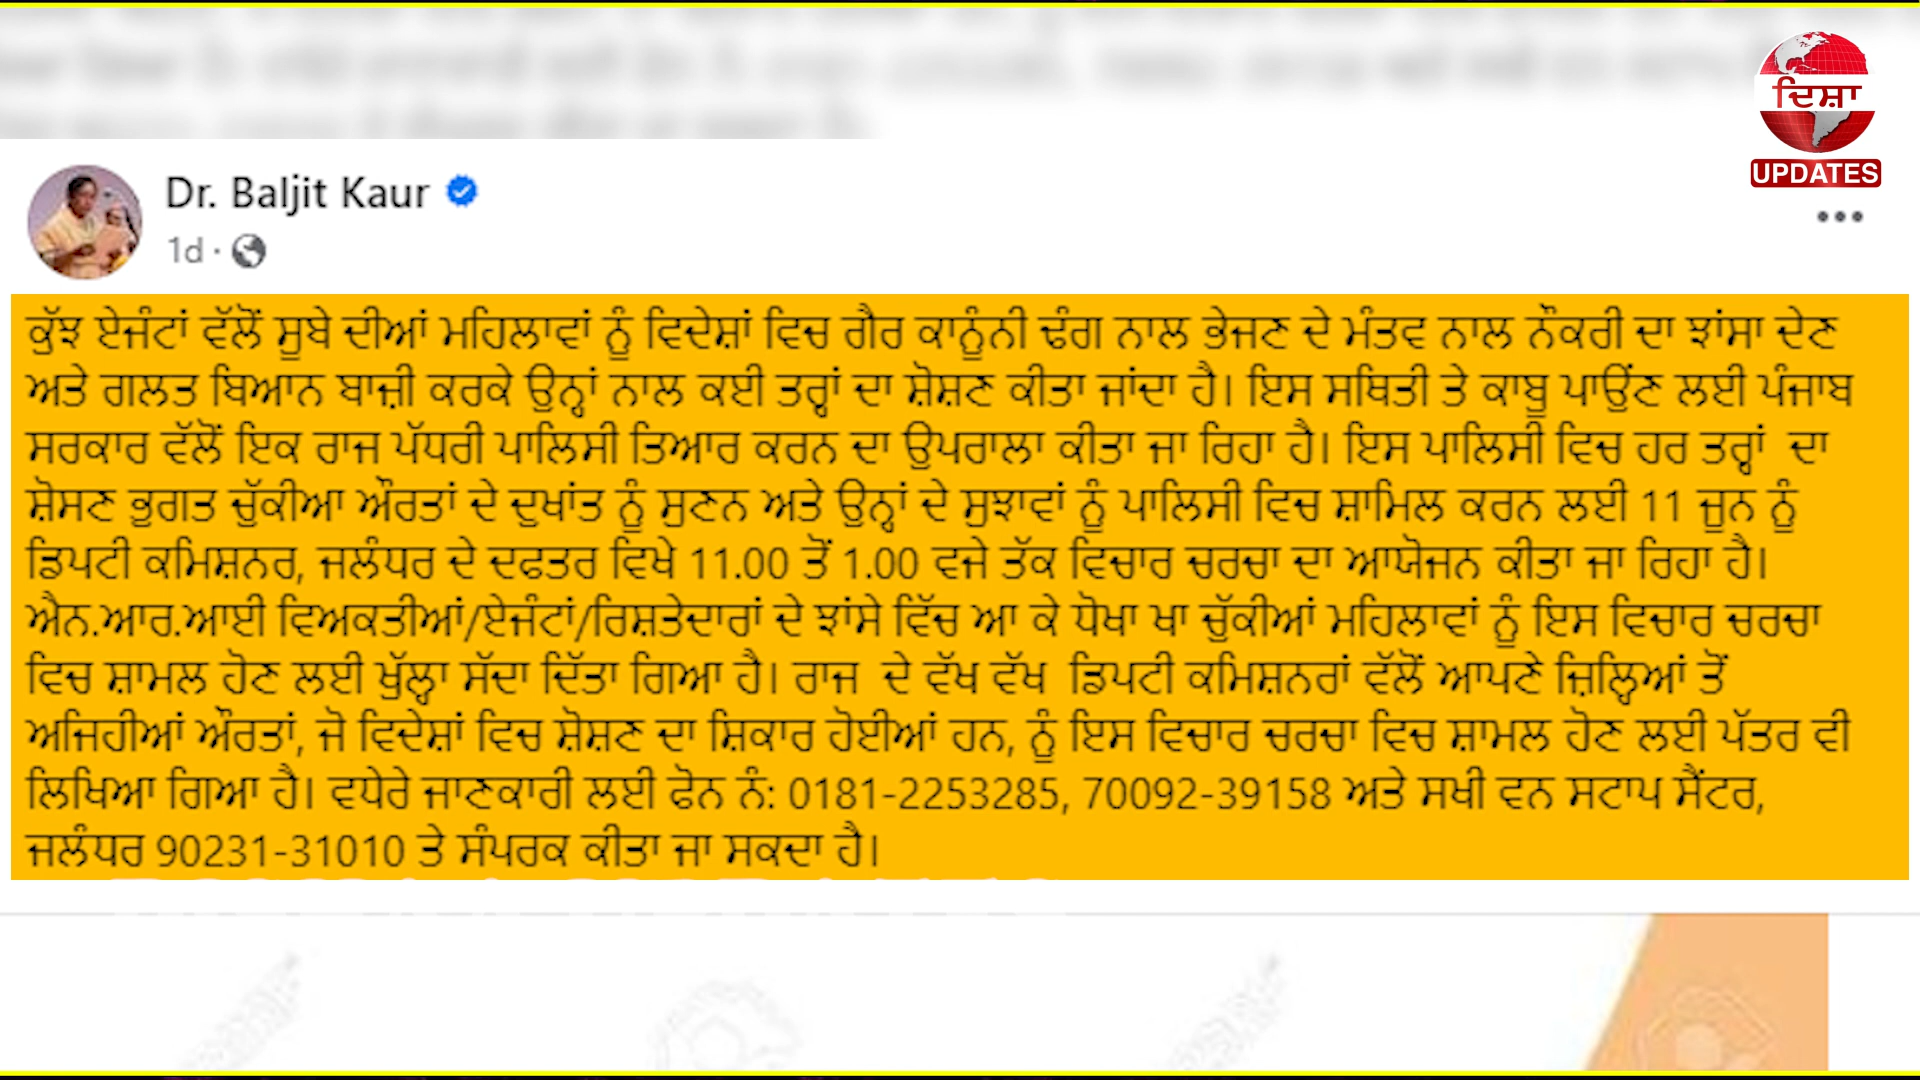 ਦਿਸ਼ਾ
UPDATES
Dr. Baljit Kaur
1d ·
ਕੁੱਝ ਏਜੰਟਾਂ ਵੱਲੋਂ ਸੂਬੇ ਦੀਆਂ ਮਹਿਲਾਵਾਂ ਨੂੰ ਵਿਦੇਸ਼ਾਂ ਵਿਚ ਗੈਰ ਕਾਨੂੰਨੀ ਢੰਗ ਨਾਲ ਭੇਜਣ ਦੇ ਮੰਤਵ ਨਾਲ ਨੌਕਰੀ ਦਾ ਝਾਂਸਾ ਦੇਣ
ਅਤੇ ਗਲਤ ਬਿਆਨ ਬਾਜ਼ੀ ਕਰਕੇ ਉਨ੍ਹਾਂ ਨਾਲ ਕਈ ਤਰ੍ਹਾਂ ਦਾ ਸ਼ੋਸ਼ਣ ਕੀਤਾ ਜਾਂਦਾ ਹੈ। ਇਸ ਸਥਿਤੀ ਤੇ ਕਾਬੂ ਪਾਉਂਣ ਲਈ ਪੰਜਾਬ
ਸਰਕਾਰ ਵੱਲੋਂ ਇਕ ਰਾਜ ਪੱਧਰੀ ਪਾਲਿਸੀ ਤਿਆਰ ਕਰਨ ਦਾ ਉਪਰਾਲਾ ਕੀਤਾ ਜਾ ਰਿਹਾ ਹੈ। ਇਸ ਪਾਲਿਸੀ ਵਿਚ ਹਰ ਤਰ੍ਹਾਂ ਦਾ
ਸ਼ੋਸਣ ਭੁਗਤ ਚੁੱਕੀਆ ਔਰਤਾਂ ਦੇ ਦੁਖਾਂਤ ਨੂੰ ਸੁਣਨ ਅਤੇ ਉਨ੍ਹਾਂ ਦੇ ਸੁਝਾਵਾਂ ਨੂੰ ਪਾਲਿਸੀ ਵਿਚ ਸ਼ਾਮਿਲ ਕਰਨ ਲਈ 11 ਜੂਨ ਨੂੰ
ਡਿਪਟੀ ਕਮਿਸ਼ਨਰ, ਜਲੰਧਰ ਦੇ ਦਫਤਰ ਵਿਖੇ 11.00 ਤੋਂ 1.00 ਵਜੇ ਤੱਕ ਵਿਚਾਰ ਚਰਚਾ ਦਾ ਆਯੋਜਨ ਕੀਤਾ ਜਾ ਰਿਹਾ ਹੈ।
ਐਨ.ਆਰ.ਆਈ ਵਿਅਕਤੀਆਂ/ਏਜੰਟਾਂ/ਰਿਸ਼ਤੇਦਾਰਾਂ ਦੇ ਝਾਂਸੇ ਵਿੱਚ ਆ ਕੇ ਧੋਖਾ ਖਾ ਚੁੱਕੀਆਂ ਮਹਿਲਾਵਾਂ ਨੂੰ ਇਸ ਵਿਚਾਰ ਚਰਚਾ
ਵਿਚ ਸ਼ਾਮਲ ਹੋਣ ਲਈ ਖੁੱਲ੍ਹਾ ਸੱਦਾ ਦਿੱਤਾ ਗਿਆ ਹੈ। ਰਾਜ ਦੇ ਵੱਖ ਵੱਖ ਡਿਪਟੀ ਕਮਿਸ਼ਨਰਾਂ ਵੱਲੋਂ ਆਪਣੇ ਜ਼ਿਲ੍ਹਿਆਂ ਤੋਂ
ਅਜਿਹੀਆਂ ਔਰਤਾਂ, ਜੋ ਵਿਦੇਸ਼ਾਂ ਵਿਚ ਸ਼ੋਸ਼ਣ ਦਾ ਸ਼ਿਕਾਰ ਹੋਈਆਂ ਹਨ, ਨੂੰ ਇਸ ਵਿਚਾਰ ਚਰਚਾ ਵਿਚ ਸ਼ਾਮਲ ਹੋਣ ਲਈ ਪੱਤਰ ਵੀ
ਲਿਖਿਆ ਗਿਆ ਹੈ। ਵਧੇਰੇ ਜਾਣਕਾਰੀ ਲਈ ਫੋਨ ਨੰ: 0181-2253285, 70092-39158 ਅਤੇ ਸਖੀ ਵਨ ਸਟਾਪ ਸੈਂਟਰ,
ਜਲੰਧਰ 90231-31010 ਤੇ ਸੰਪਰਕ ਕੀਤਾ ਜਾ ਸਕਦਾ ਹੈ।